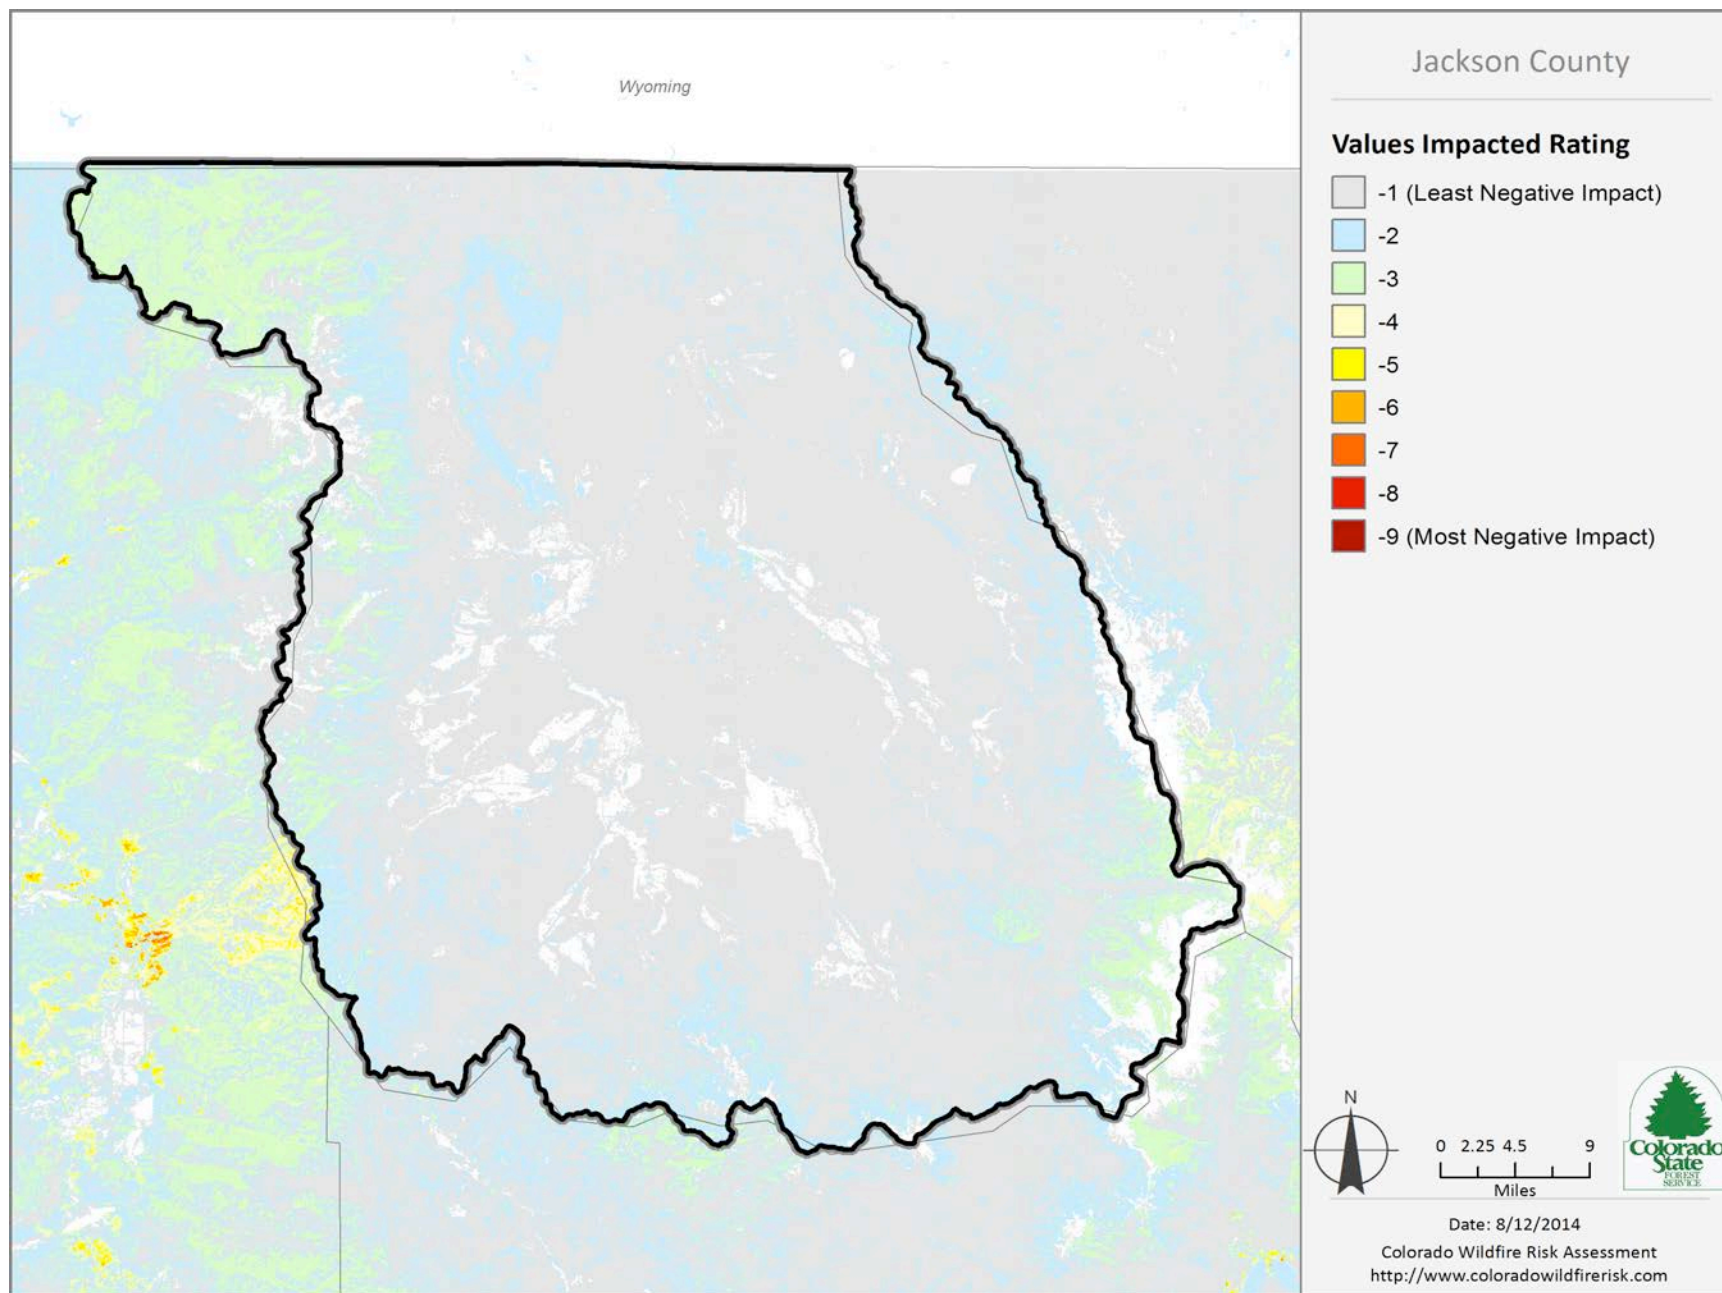 Wyoming
Jackson County
Values Impacted Rating
-1 (Least Negative Impact)
-2
-3
-4
-5
-6
-7
-8
-9 (Most Negative Impact)
N
0 2.25 4.5 9
Miles
Colorado
State
FOREST
SERVICE
Date: 8/12/2014
Colorado Wildfire Risk Assessment
http://www.coloradowildfirerisk.com